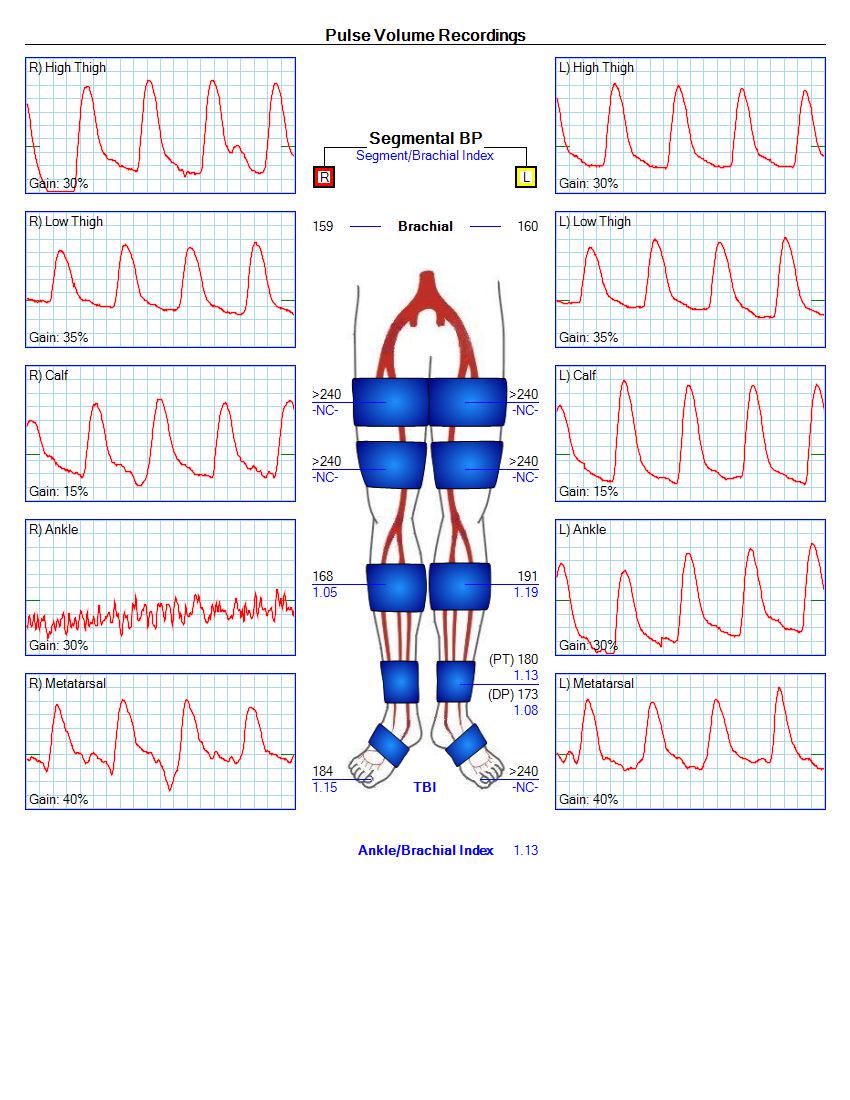 Pulse Volume Recordings
R) High Thigh
Gain: 30%
L) High Thigh
Gain: 30%
Segmental BP
Segment/Brachial Index
R
L
159 Brachial 160
R) Low Thigh
Gain: 35%
L) Low Thigh
Gain: 35%
>240
-NC-
>240
-NC-
R) Calf
Gain: 15%
L) Calf
Gain: 15%
>240
-NC-
>240
-NC-
R) Ankle
Gain: 30%
L) Ankle
Gain: 30%
168
1.05
191
1.19
(PT) 180
1.13
(DP) 173
1.08
R) Metatarsal
Gain: 40%
L) Metatarsal
Gain: 40%
184
1.15
TBI
>240
-NC-
Ankle/Brachial Index 1.13